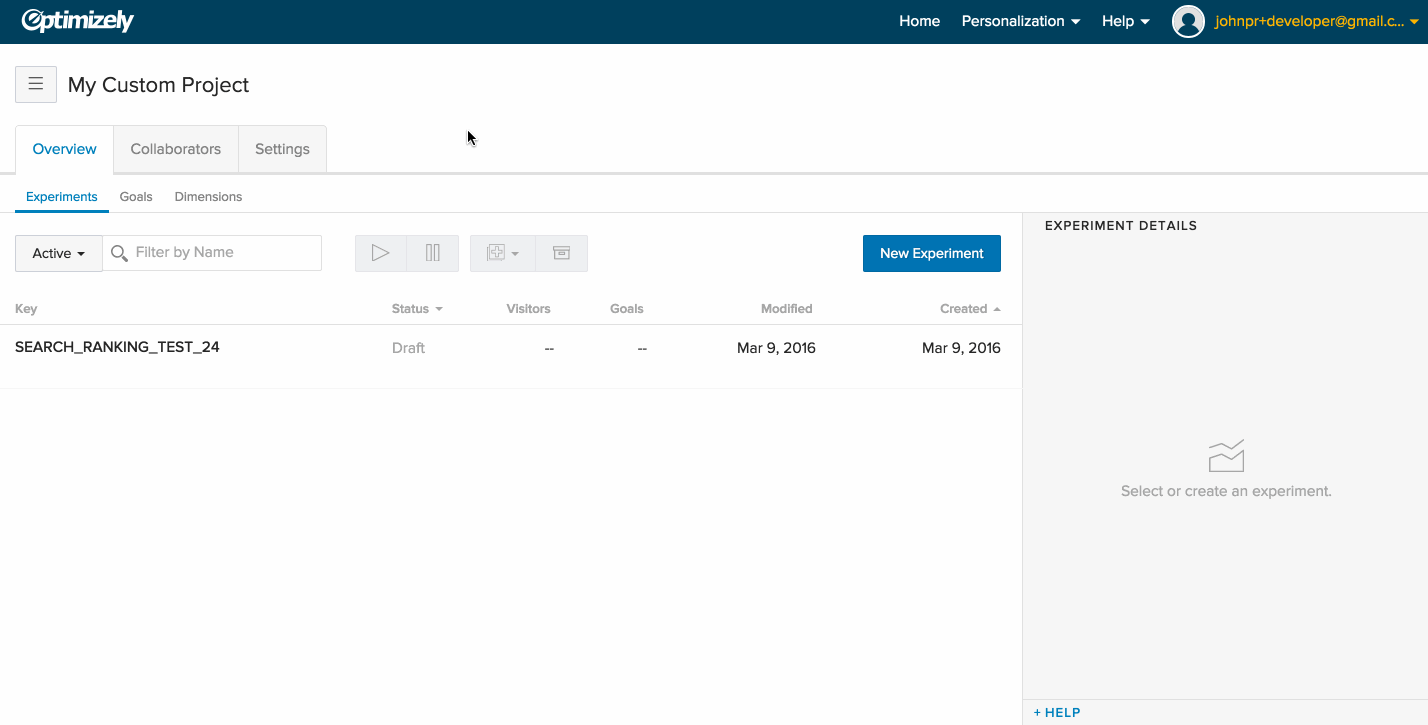 Optimizely
Home Personalization Help johnpr+developer@gmail.c...
My Custom Project
Overview Collaborators Settings
Experiments Goals Dimensions
EXPERIMENT DETAILS
Active Filter by Name New Experiment
Key Status Visitors Goals Modified Created
SEARCH_RANKING_TEST_24 Draft -- -- Mar 9, 2016 Mar 9, 2016
Select or create an experiment.
+ HELP